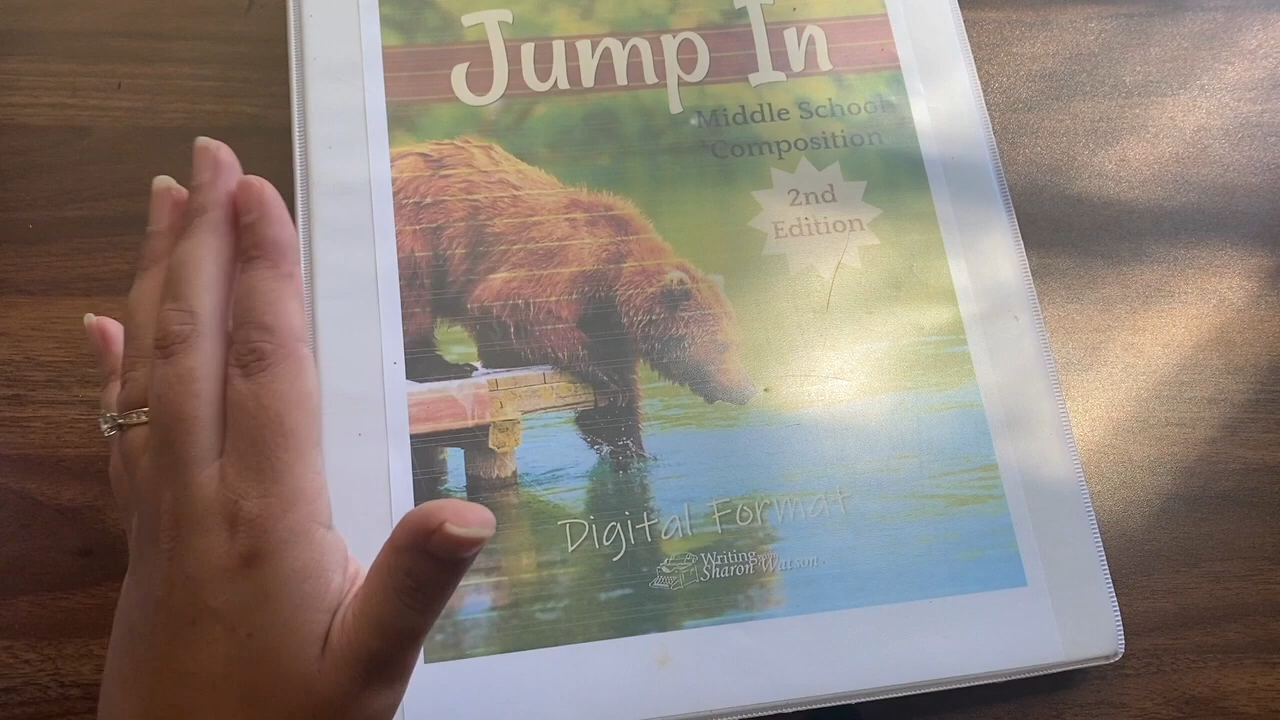 Jump In
Middle School
Composition
2nd
Edition
Digital Format
Writing with
Sharon Watson